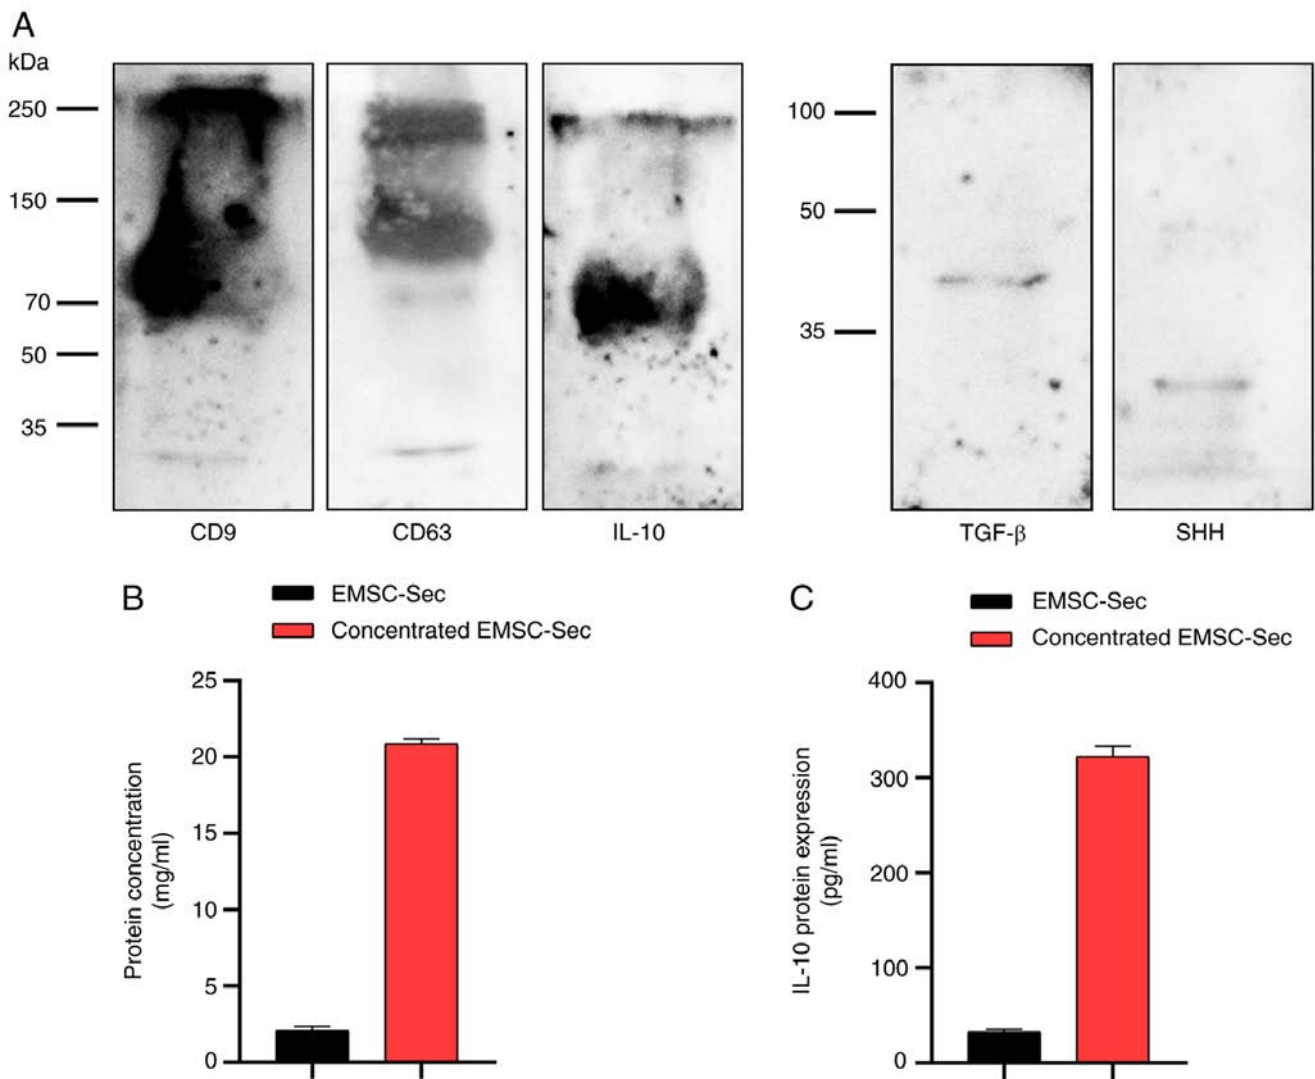 A
kDa
250
150
70
50
35
100
50
35
CD9
CD63
IL-10
TGF-β
SHH
B
EMSC-Sec
Concentrated EMSC-Sec
Protein concentration
(mg/ml)
25
20
15
10
5
0
C
EMSC-Sec
Concentrated EMSC-Sec
IL-10 protein expression
(pg/ml)
400
300
200
100
0